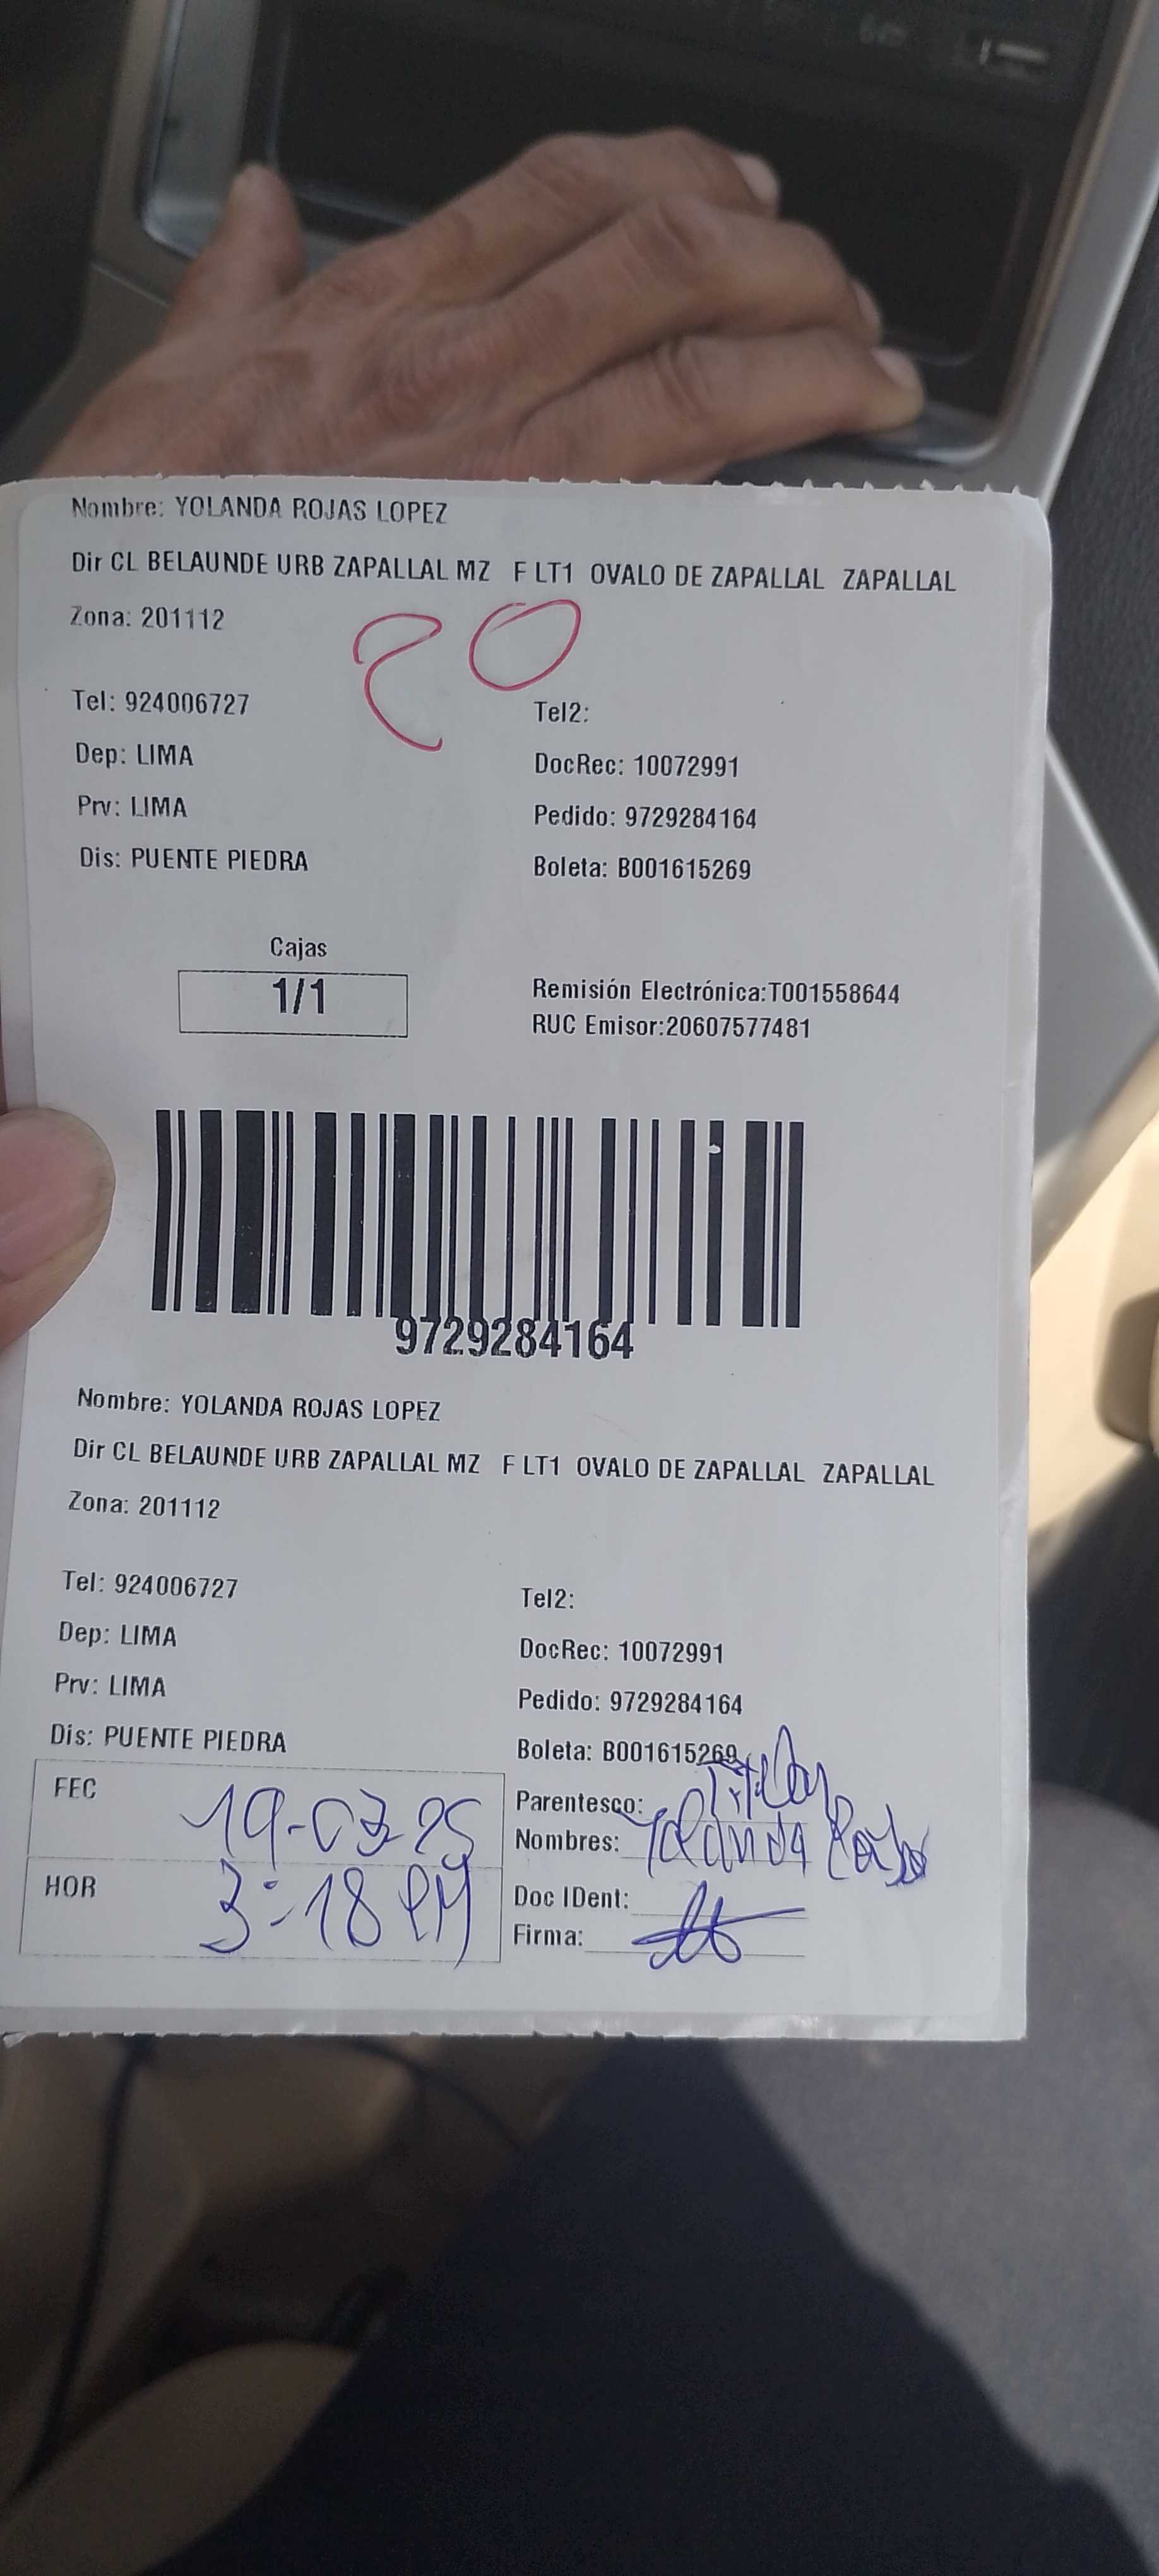 Nombre: YOLANDA ROJAS LOPEZ
Dir CL BELAUNDE URB ZAPALLAL MZ F LT1 OVALO DE ZAPALLAL ZAPALLAL
Zona: 201112
20
Tel: 924006727 Tel2:
Dep: LIMA DocRec: 10072991
Prv: LIMA Pedido: 9729284164
Dis: PUENTE PIEDRA Boleta: B001615269
Cajas
1/1
Remisión Electrónica:T001558644
RUC Emisor:20607577481
9729284164
Nombre: YOLANDA ROJAS LOPEZ
Dir CL BELAUNDE URB ZAPALLAL MZ F LT1 OVALO DE ZAPALLAL ZAPALLAL
Zona: 201112
Tel: 924006727 Tel2:
Dep: LIMA DocRec: 10072991
Prv: LIMA Pedido: 9729284164
Dis: PUENTE PIEDRA Boleta: B001615269
FEC 19-03-25 Parentesco: Titular
Nombres: Yolanda Rojas
HOR 3:18 PM Doc IDent:
Firma: